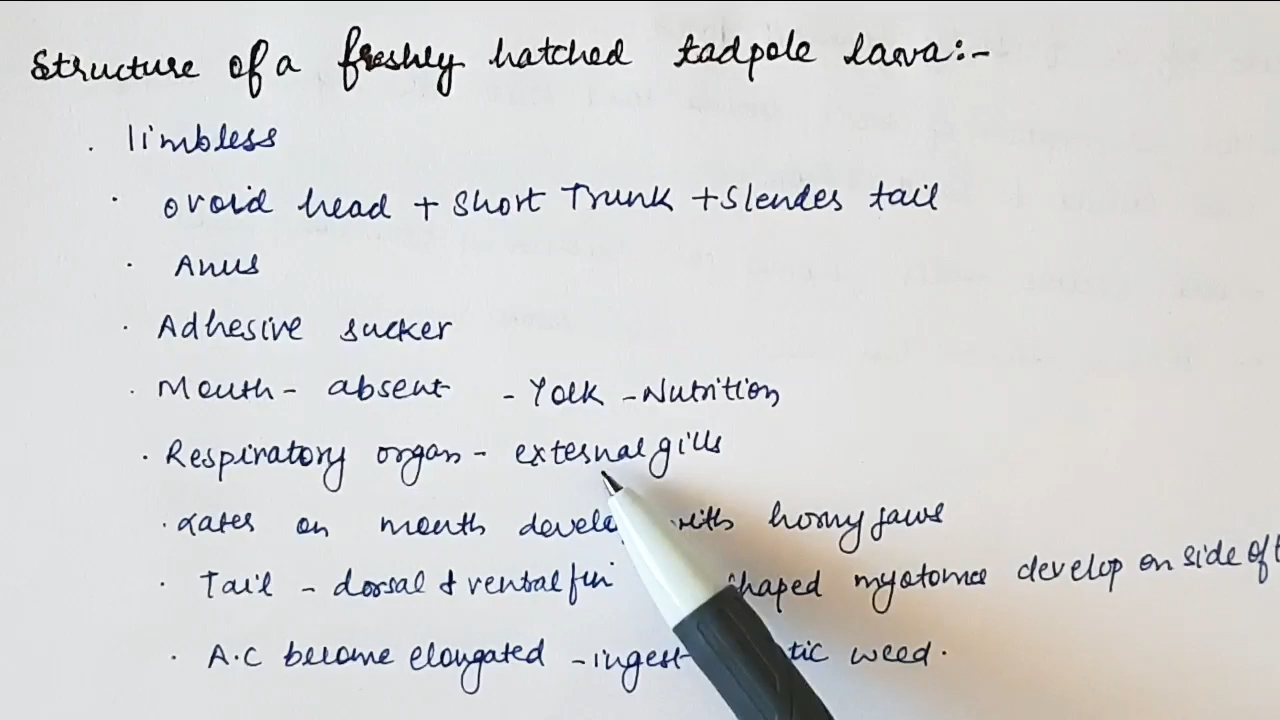 Structure of a freshly hatched tadpole larva:-
. limbless
. ovoid head + Short Trunk + Slender tail
. Anus
. Adhesive sucker
. Mouth - absent - Yolk - Nutrition
. Respiratory organ - external gills
. Later on mouth develo with horny jaws
. Tail - dorsal & ventral fin shaped myotomes develop on side of t
. A.C become elongated - ingest tic weed.